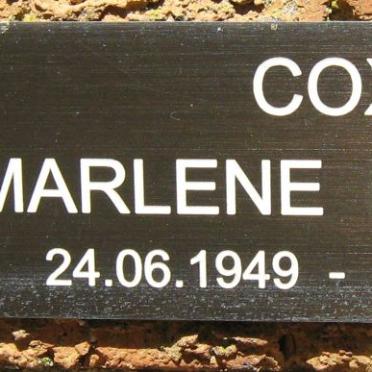 COX
MARLENE
24.06.1949 -